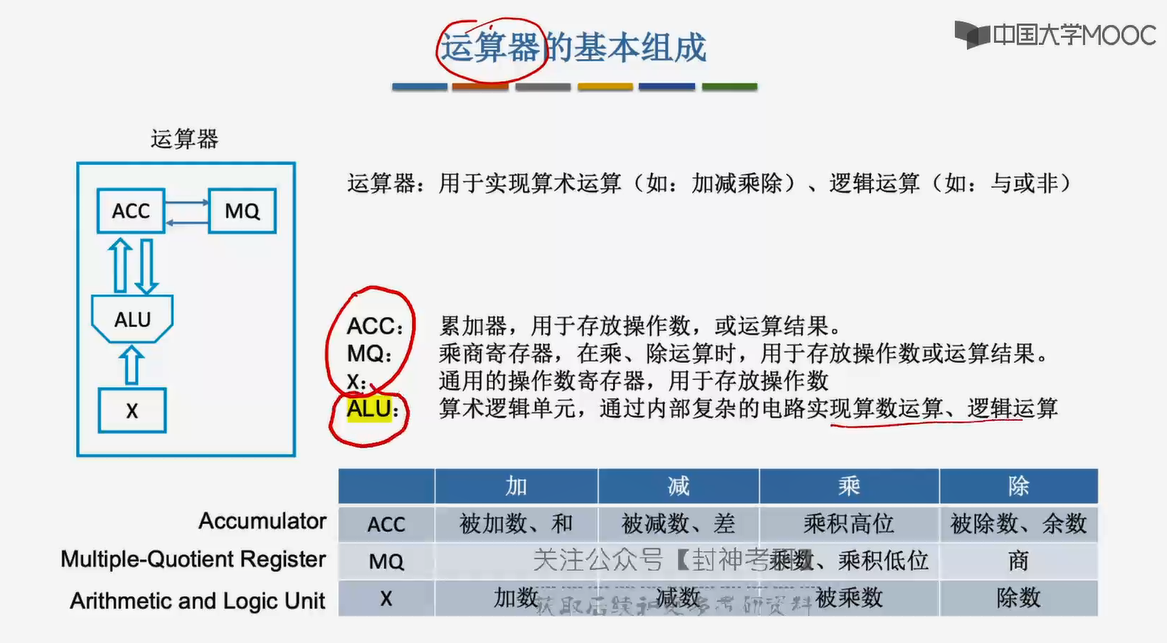 运算器的基本组成
中国大学MOOC
运算器
ACC
MQ
ALU
X
运算器：用于实现算术运算（如：加减乘除）、逻辑运算（如：与或非）
ACC： 累加器，用于存放操作数，或运算结果。
MQ： 乘商寄存器，在乘、除运算时，用于存放操作数或运算结果。
X： 通用的操作数寄存器，用于存放操作数
ALU： 算术逻辑单元，通过内部复杂的电路实现算数运算、逻辑运算
加 减 乘 除
Accumulator ACC 被加数、和 被减数、差 乘积高位 被除数、余数
Multiple-Quotient Register MQ 乘数、乘积低位 商
关注公众号【封神考研】
Arithmetic and Logic Unit X 加数 减数 被乘数 除数